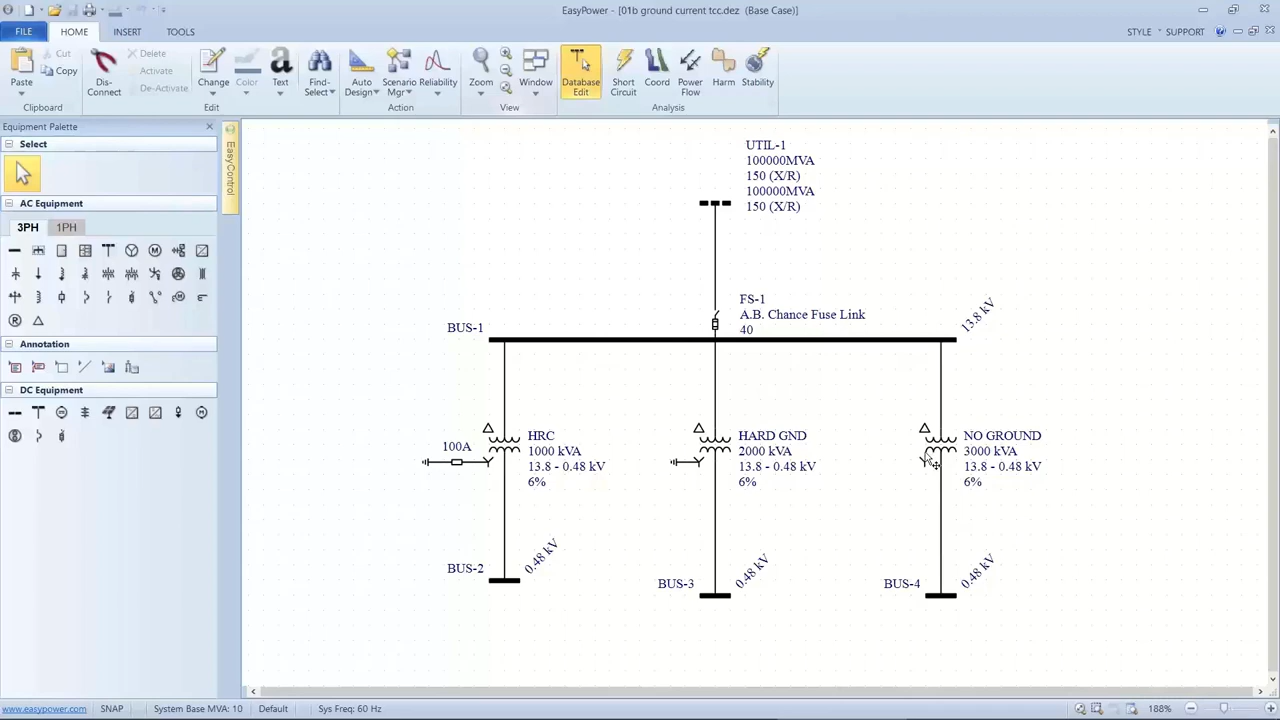 EasyPower - [01b ground current tcc.dez (Base Case)]
FILE
HOME
INSERT
TOOLS
STYLE
SUPPORT
Paste
Cut
Copy
Clipboard
Dis-
Connect
Delete
Activate
De-Activate
Change
Color
Text
Find-
Select
Edit
Auto
Design
Scenario
Mgr
Reliability
Action
Zoom
Window
View
Database
Edit
Short
Circuit
Coord
Power
Flow
Harm
Stability
Analysis
Equipment Palette
Select
AC Equipment
3PH
1PH
Annotation
DC Equipment
EasyControl
UTIL-1
100000MVA
150 (X/R)
100000MVA
150 (X/R)
FS-1
A.B. Chance Fuse Link
40
BUS-1
13.8 kV
100A
HRC
1000 kVA
13.8 - 0.48 kV
6%
HARD GND
2000 kVA
13.8 - 0.48 kV
6%
NO GROUND
3000 kVA
13.8 - 0.48 kV
6%
BUS-2
0.48 kV
BUS-3
0.48 kV
BUS-4
0.48 kV
www.easypower.com
SNAP
System Base MVA: 10
Default
Sys Freq: 60 Hz
188%